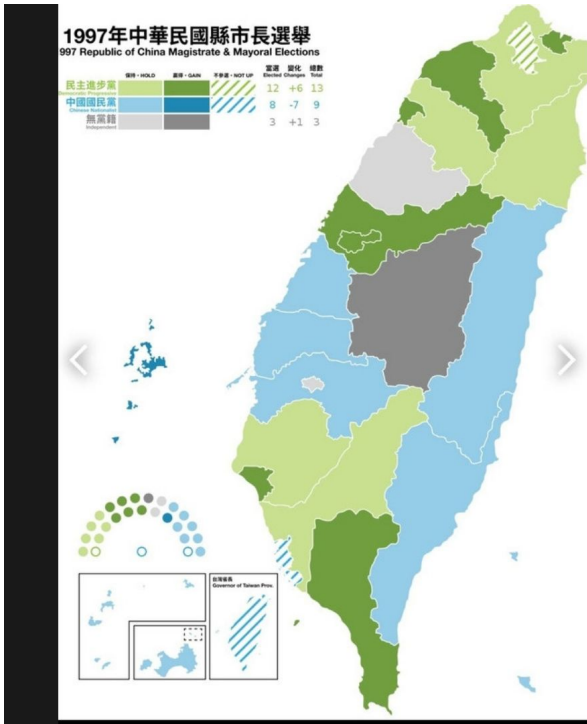 1997年中華民國縣市長選舉
997 Republic of China Magistrate & Mayoral Elections
保持・HOLD 贏得・GAIN 不參選・NOT UP 當選 變化 總數
Elected Changes Total
民主進步黨 12 +6 13
Democratic Progressive
中國國民黨 8 -7 9
Chinese Nationalist
無黨籍 3 +1 3
Independent
台灣省長
Governor of Taiwan Prov.